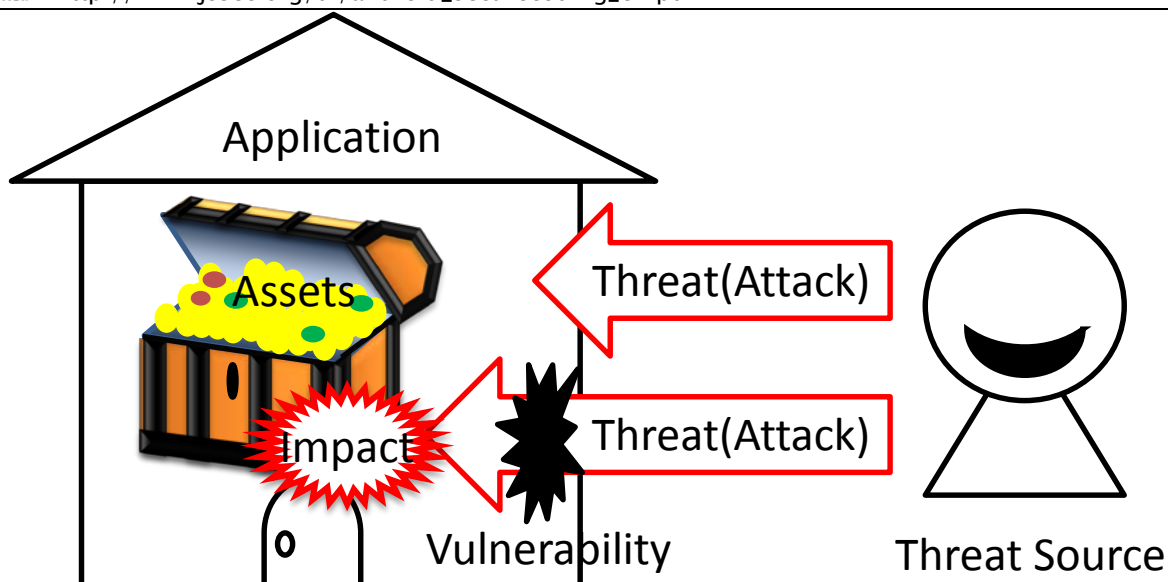 Application
Assets
Threat(Attack)
Impact
Threat(Attack)
Vulnerability
Threat Source